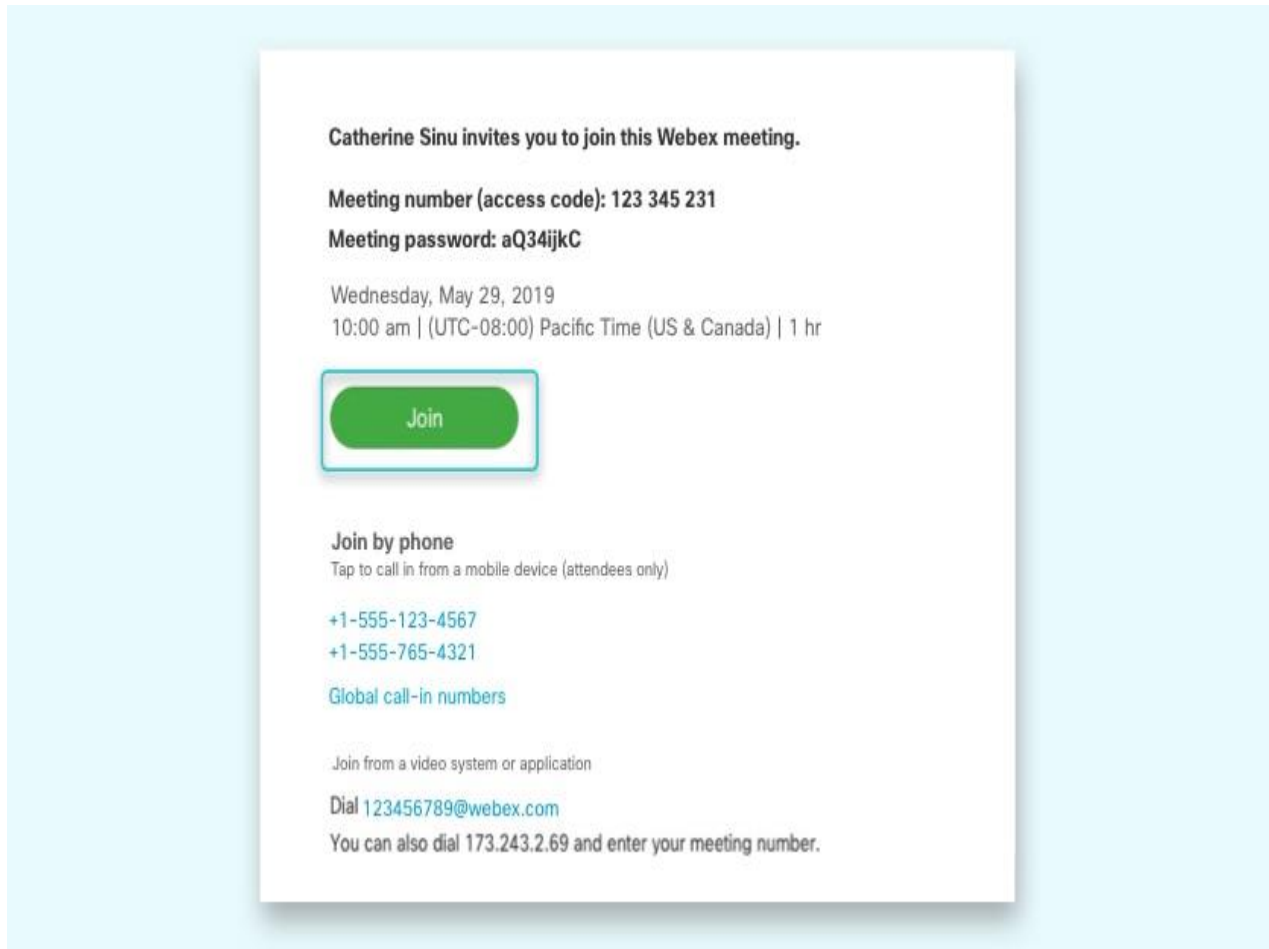 Catherine Sinu invites you to join this Webex meeting.
Meeting number (access code): 123 345 231
Meeting password: aQ34ijkC
Wednesday, May 29, 2019
10:00 am | (UTC-08:00) Pacific Time (US & Canada) | 1 hr
Join
Join by phone
Tap to call in from a mobile device (attendees only)
+1-555-123-4567
+1-555-765-4321
Global call-in numbers
Join from a video system or application
Dial 123456789@webex.com
You can also dial 173.243.2.69 and enter your meeting number.